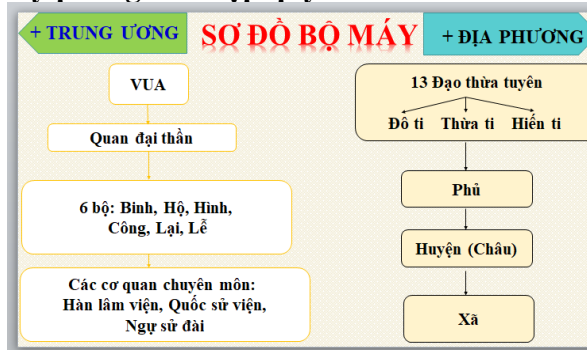 + TRUNG ƯƠNG
SƠ ĐỒ BỘ MÁY
+ ĐỊA PHƯƠNG
VUA
Quan đại thần
6 bộ: Binh, Hộ, Hình,
Công, Lại, Lễ
Các cơ quan chuyên môn:
Hàn lâm viện, Quốc sử viện,
Ngự sử đài
13 Đạo thừa tuyên
Đô ti Thừa ti Hiến ti
Phủ
Huyện (Châu)
Xã